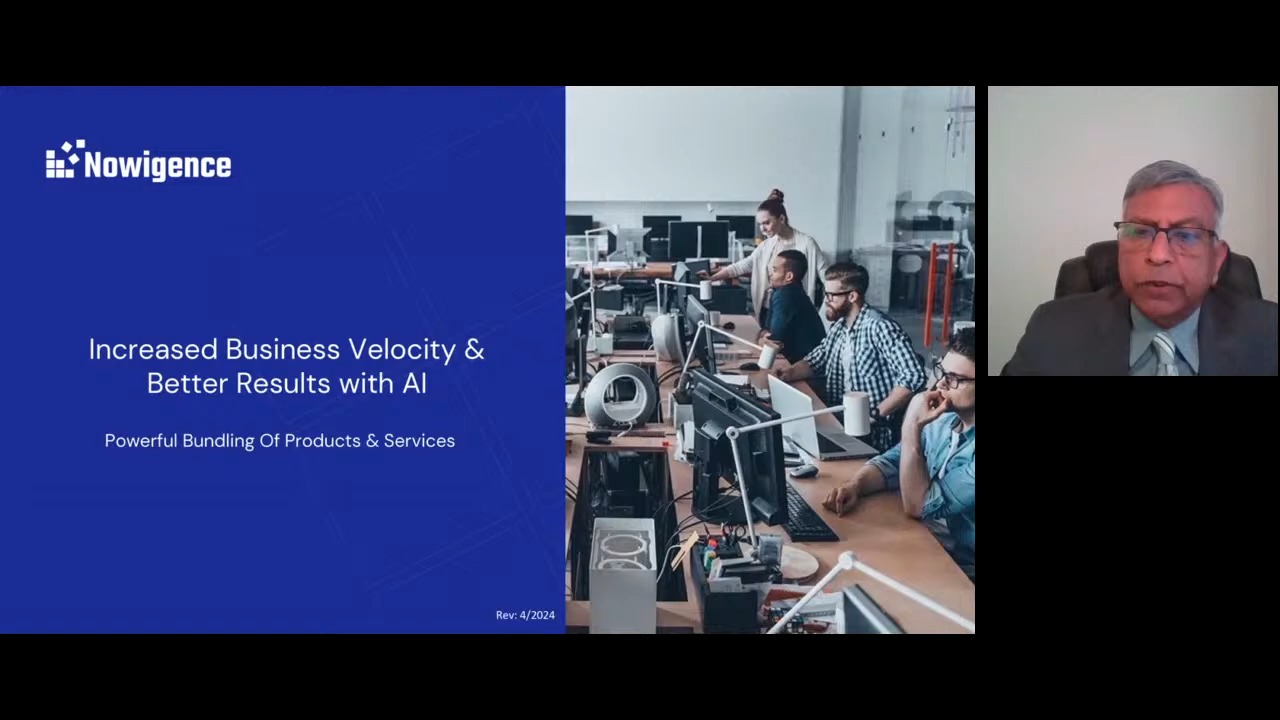 Nowigence
Increased Business Velocity &
Better Results with AI
Powerful Bundling Of Products & Services
Rev: 4/2024